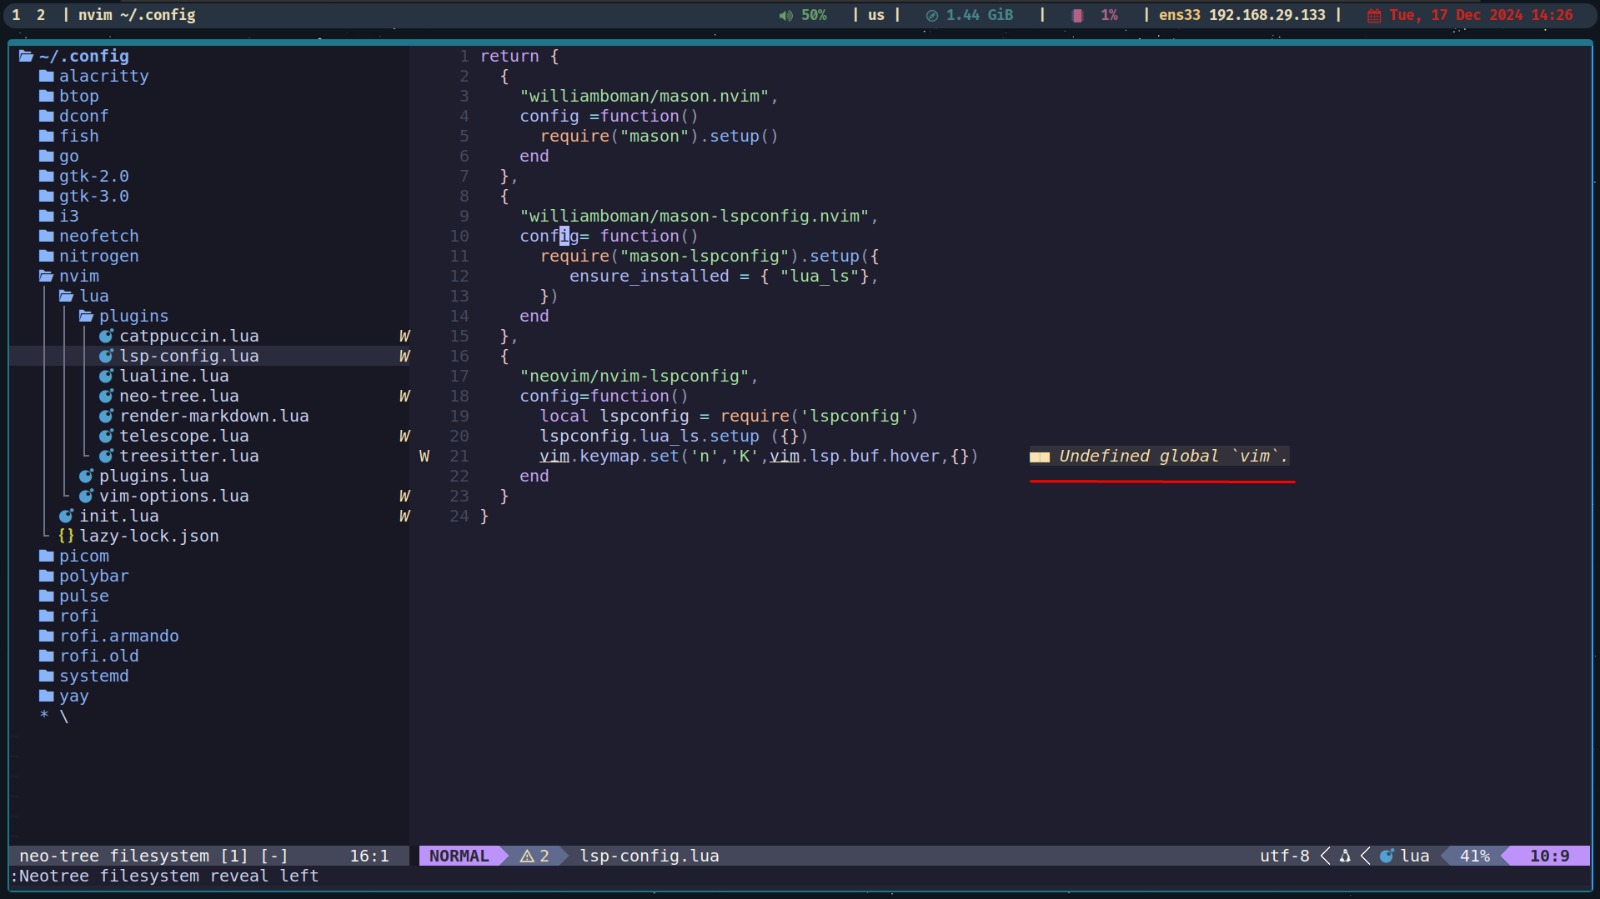 1 2 | nvim ~/.config 50% | us | 1.44 GiB | 1% | ens33 192.168.29.133 | Tue, 17 Dec 2024 14:26
~/.config
alacritty
btop
dconf
fish
go
gtk-2.0
gtk-3.0
i3
neofetch
nitrogen
nvim
lua
plugins
catppuccin.lua W
lsp-config.lua W
lualine.lua
neo-tree.lua W
render-markdown.lua
telescope.lua W
treesitter.lua
plugins.lua
vim-options.lua W
init.lua W
{} lazy-lock.json
picom
polybar
pulse
rofi
rofi.armando
rofi.old
systemd
yay
* \
neo-tree filesystem [1] [-] 16:1
1 return {
2   {
3     "williamboman/mason.nvim",
4     config =function()
5       require("mason").setup()
6     end
7   },
8   {
9     "williamboman/mason-lspconfig.nvim",
10     config= function()
11       require("mason-lspconfig").setup({
12          ensure_installed = { "lua_ls"},
13       })
14     end
15   },
16   {
17     "neovim/nvim-lspconfig",
18     config=function()
19       local lspconfig = require('lspconfig')
20       lspconfig.lua_ls.setup ({})
W 21       vim.keymap.set('n','K',vim.lsp.buf.hover,{})     ■■ Undefined global `vim`.
22     end
23   }
24 }
NORMAL 2 lsp-config.lua utf-8 lua 41% 10:9
:Neotree filesystem reveal left